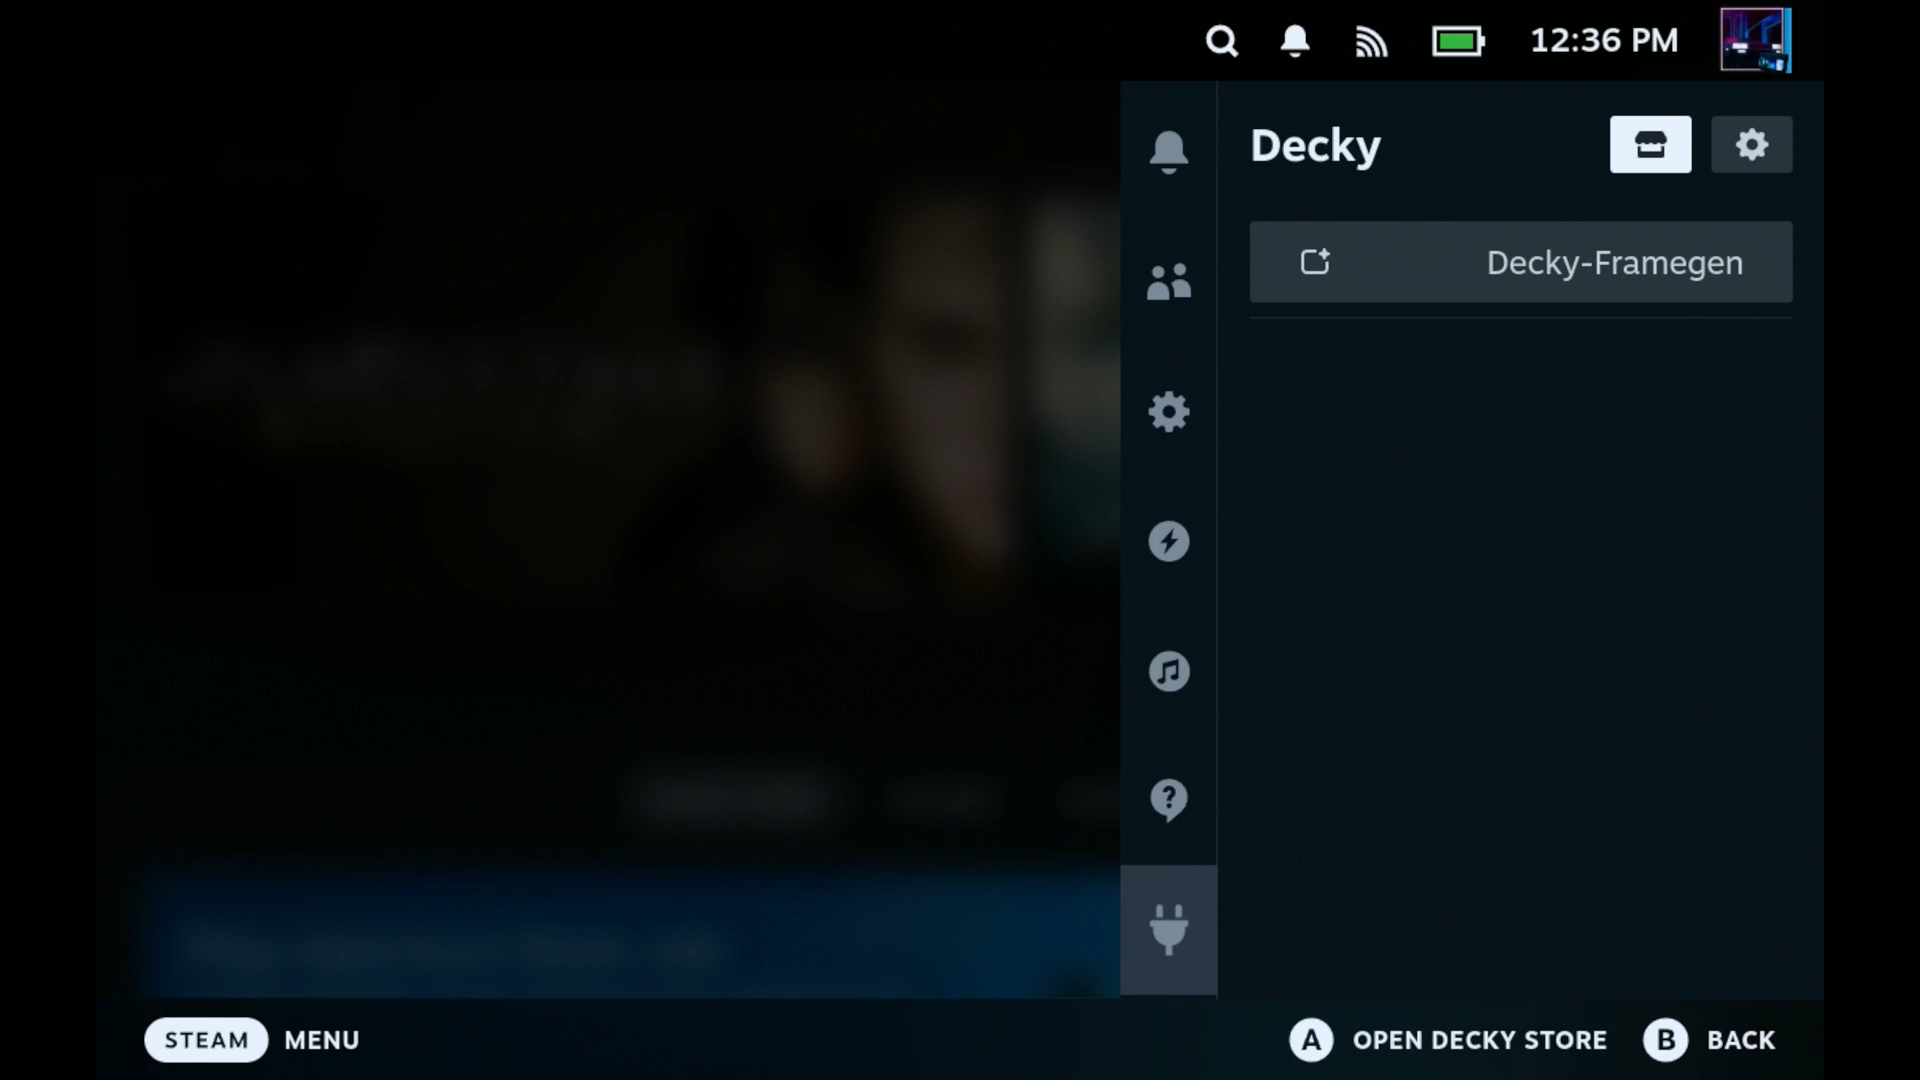 12:36 PM
Decky
Decky-Framegen
STEAM MENU
A OPEN DECKY STORE B BACK